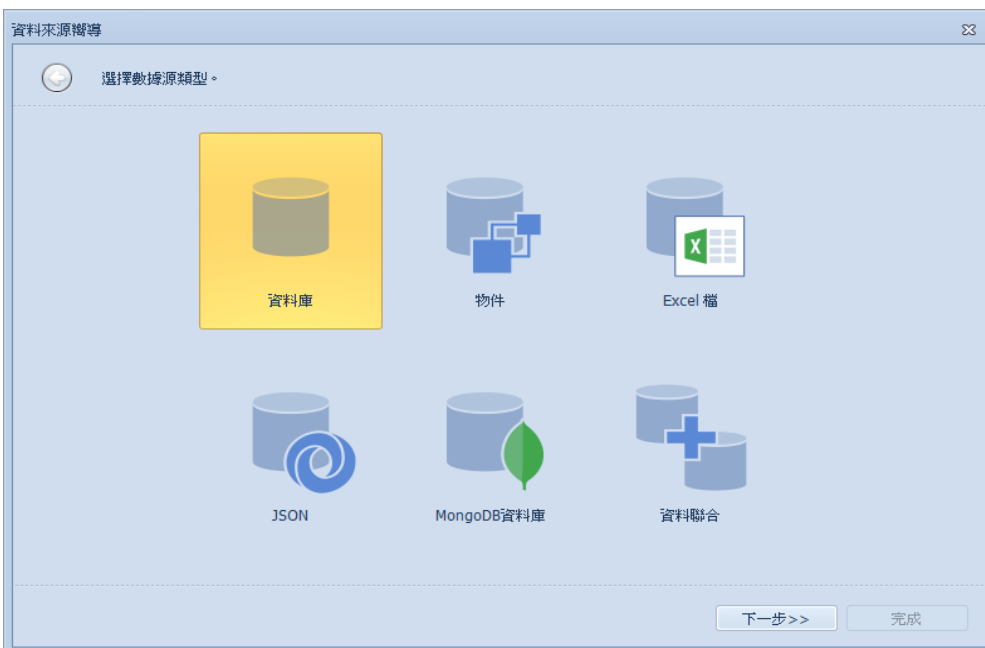 資料來源嚮導
選擇數據源類型。
資料庫
物件
X
Excel 檔
JSON
MongoDB資料庫
資料聯合
下一步>>
完成